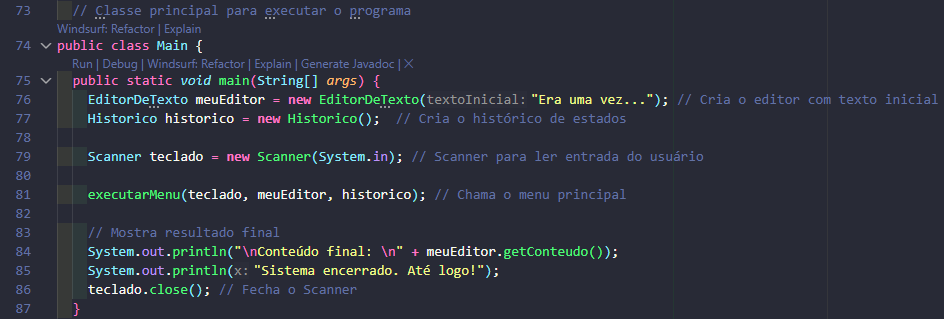 73 // Classe principal para executar o programa
Windsurf: Refactor | Explain
74 public class Main {
Run | Debug | Windsurf: Refactor | Explain | Generate Javadoc | ✕
75 public static void main(String[] args) {
76 EditorDeTexto meuEditor = new EditorDeTexto(textoInicial:"Era uma vez..."); // Cria o editor com texto inicial
77 Historico historico = new Historico(); // Cria o histórico de estados
78
79 Scanner teclado = new Scanner(System.in); // Scanner para ler entrada do usuário
80
81 executarMenu(teclado, meuEditor, historico); // Chama o menu principal
82
83 // Mostra resultado final
84 System.out.println("\nConteúdo final: \n" + meuEditor.getConteudo());
85 System.out.println(x:"Sistema encerrado. Até logo!");
86 teclado.close(); // Fecha o Scanner
87 }